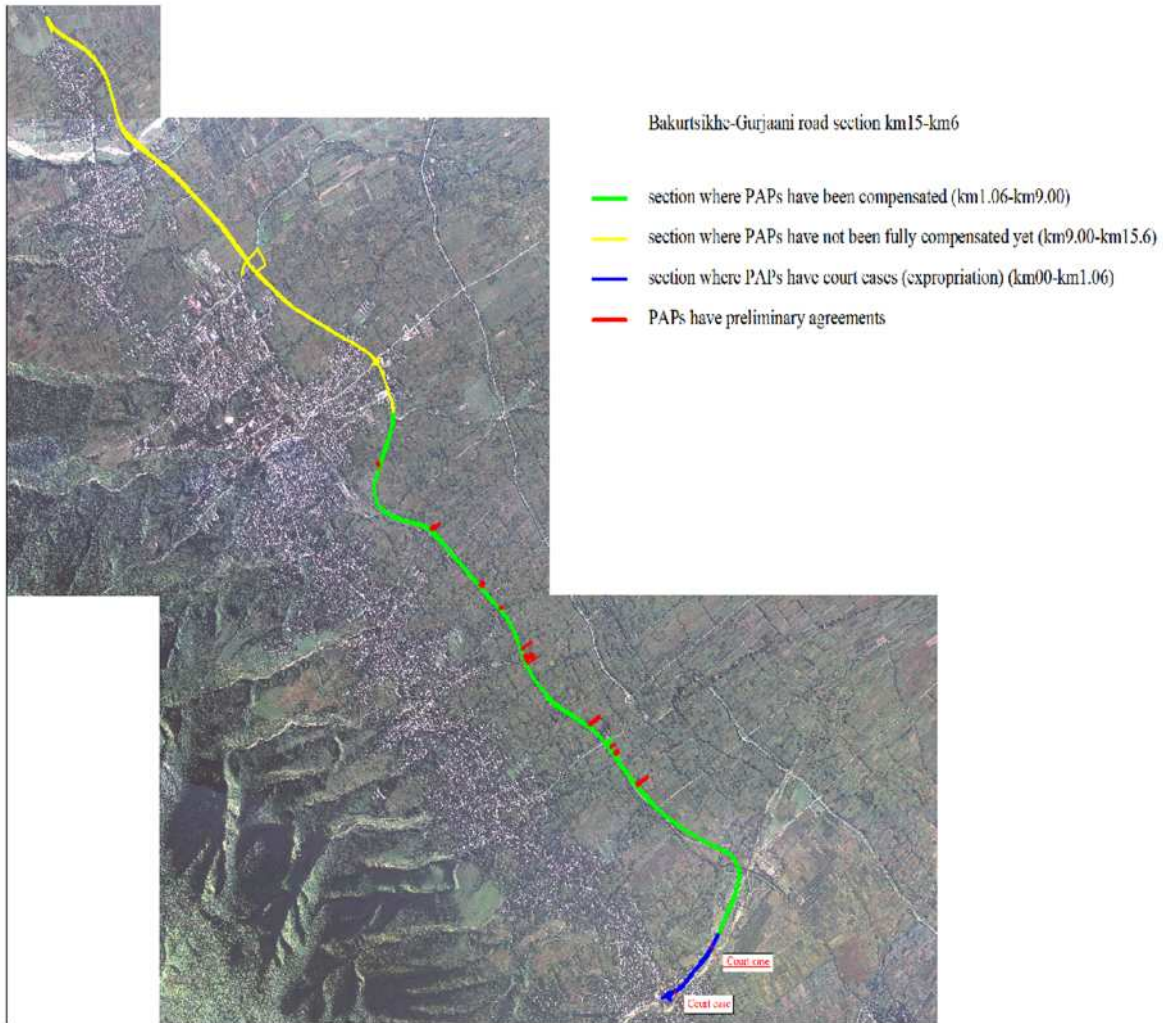 Bakurtsikhe-Gurjaani road section km15-km6
section where PAPs have been compensated (km1.06-km9.00)
section where PAPs have not been fully compensated yet (km9.00-km15.6)
section where PAPs have court cases (expropriation) (km00-km1.06)
PAPs have preliminary agreements
Court case
Court case